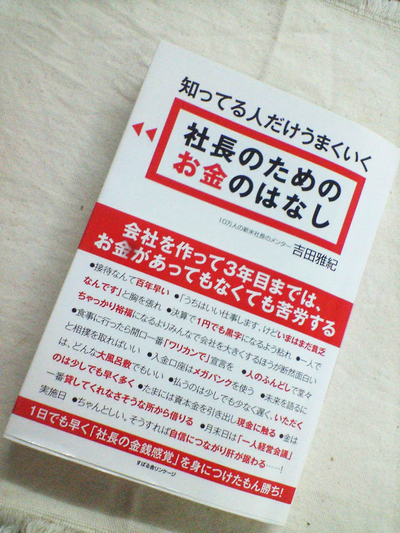 知ってる人だけうまくいく
社長のための
お金のはなし
10万人の新米社長のメンター 吉田雅紀
会社を作って3年目までは、
お金があってもなくても苦労する
●接待なんて百年早い ●「うちはいい仕事します、けどいまはまだ貧乏
なんです」と胸を張れ ●決算で1円でも黒字になるよう粘れ ●一人で
ちゃっかり裕福になるよりみんなで会社を大きくするほうが断然面白い
●食事に行ったら開口一番「ワリカンで」宣言を ●人のふんどしで堂々
と相撲を取ればいい ●入金口座はメガバンクを使う ●未来を語るに
は、どんな大風呂敷でもいい ●払うのは少しでも少なく遅く、いただく
のは少しでも早く多く ●たまには資本金を引き出し現金に触る ●金は
一番貸してくれなさそうな所から借りる ●月末日は「一人経営会議」
実施日 ●ちゃんとしい。そうすれば自信につながり肝が据わる……!
1日でも早く「社長の金銭感覚」を身につけたもん勝ち!
すばる舎リンケージ